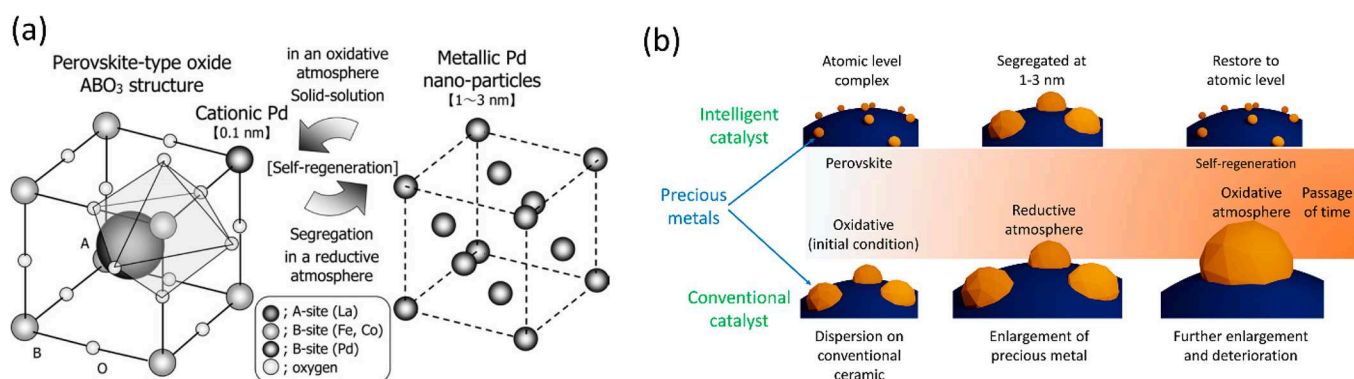 (a)
Perovskite-type oxide
ABO₃ structure
Cationic Pd
【0.1 nm】
in an oxidative
atmosphere
Solid-solution
[Self-regeneration]
Segregation
in a reductive
atmosphere
Metallic Pd
nano-particles
【1～3 nm】
A
B
O
; A-site (La)
; B-site (Fe, Co)
; B-site (Pd)
; oxygen
(b)
Atomic level
complex
Segregated at
1-3 nm
Restore to
atomic level
Intelligent
catalyst
Perovskite
Self-regeneration
Precious
metals
Oxidative
(initial condition)
Reductive
atmosphere
Oxidative
atmosphere
Passage
of time
Conventional
catalyst
Dispersion on
conventional
ceramic
Enlargement
of precious metal
Further enlargement
and deterioration